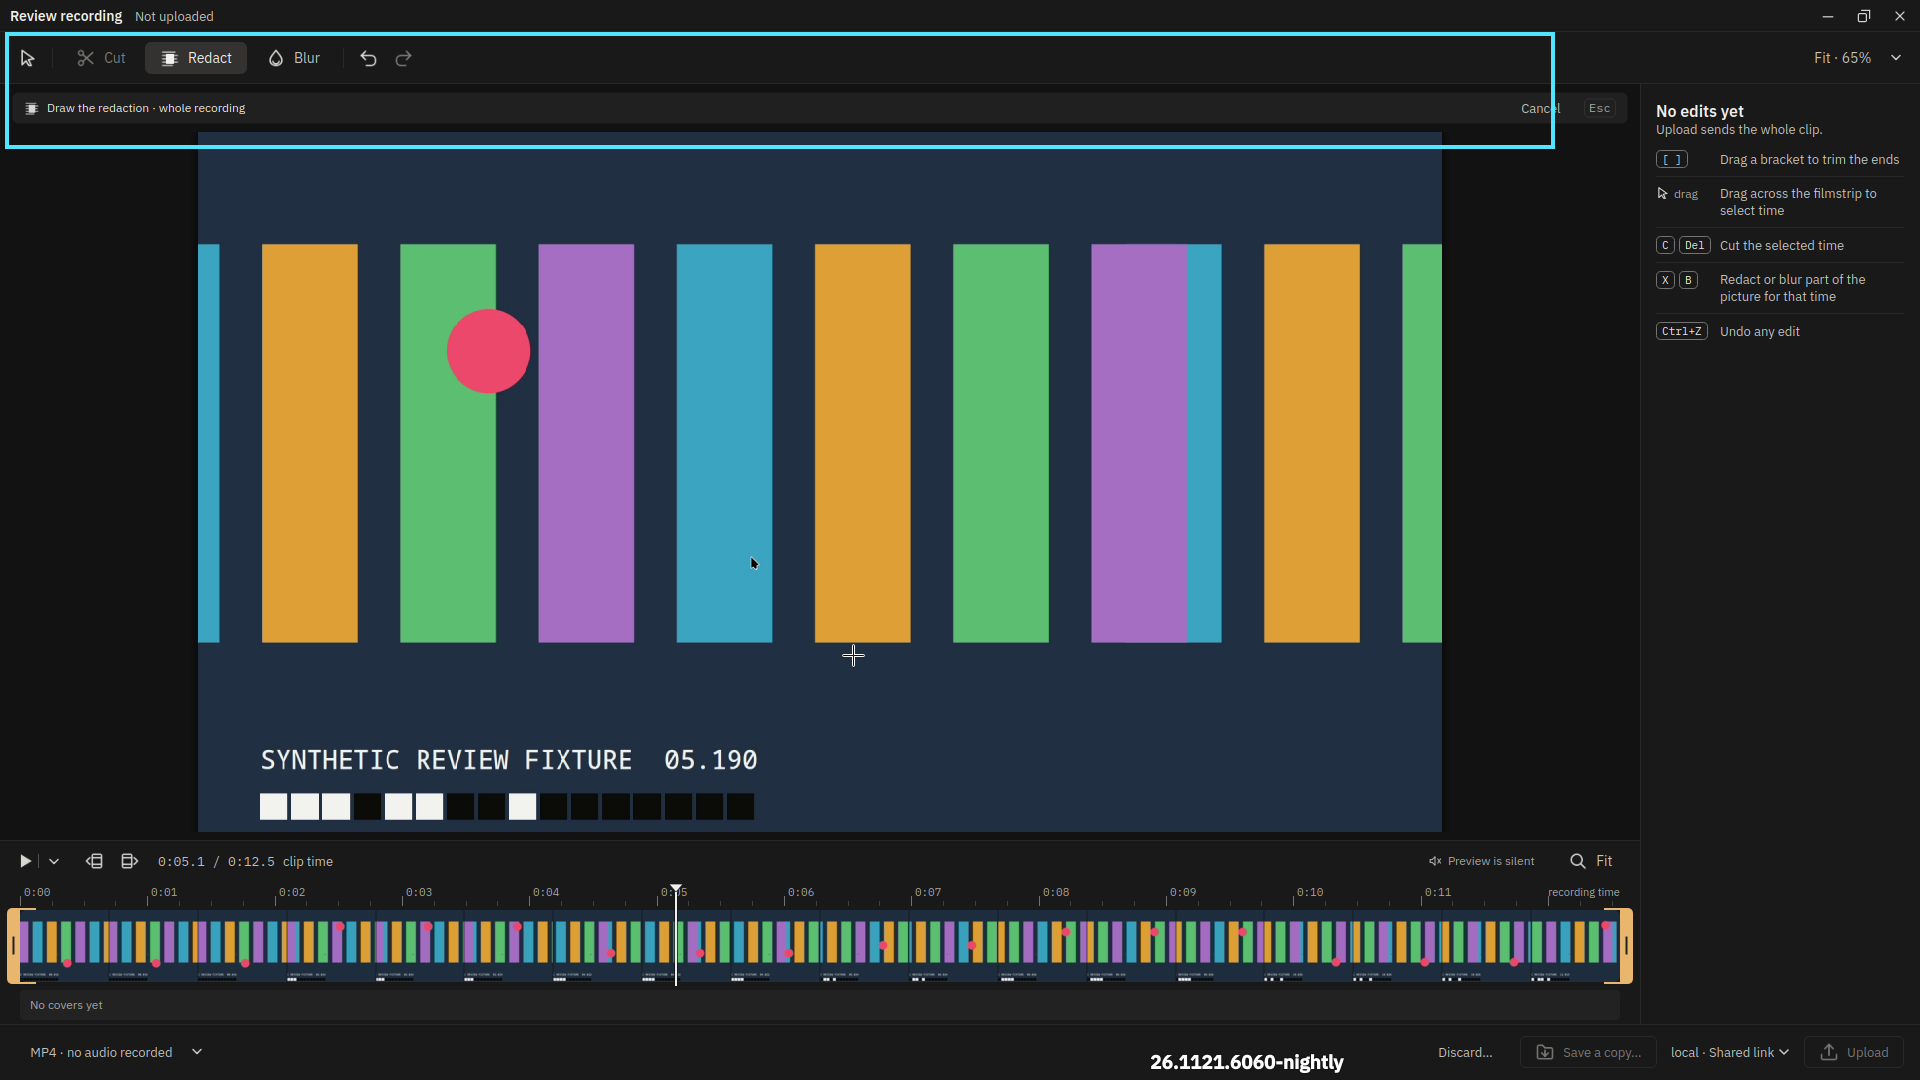 Review recording Not uploaded
Cut Redact Blur Fit · 65%
Draw the redaction · whole recording Cancel Esc
No edits yet
Upload sends the whole clip.
[ ] Drag a bracket to trim the ends
drag Drag across the filmstrip to
select time
C Del Cut the selected time
X B Redact or blur part of the
picture for that time
Ctrl+Z Undo any edit
SYNTHETIC REVIEW FIXTURE 05.190
0:05.1 / 0:12.5 clip time Preview is silent Fit
0:00 0:01 0:02 0:03 0:04 0:05 0:06 0:07 0:08 0:09 0:10 0:11 recording time
No covers yet
MP4 · no audio recorded 26.1121.6060-nightly Discard... Save a copy... local · Shared link Upload